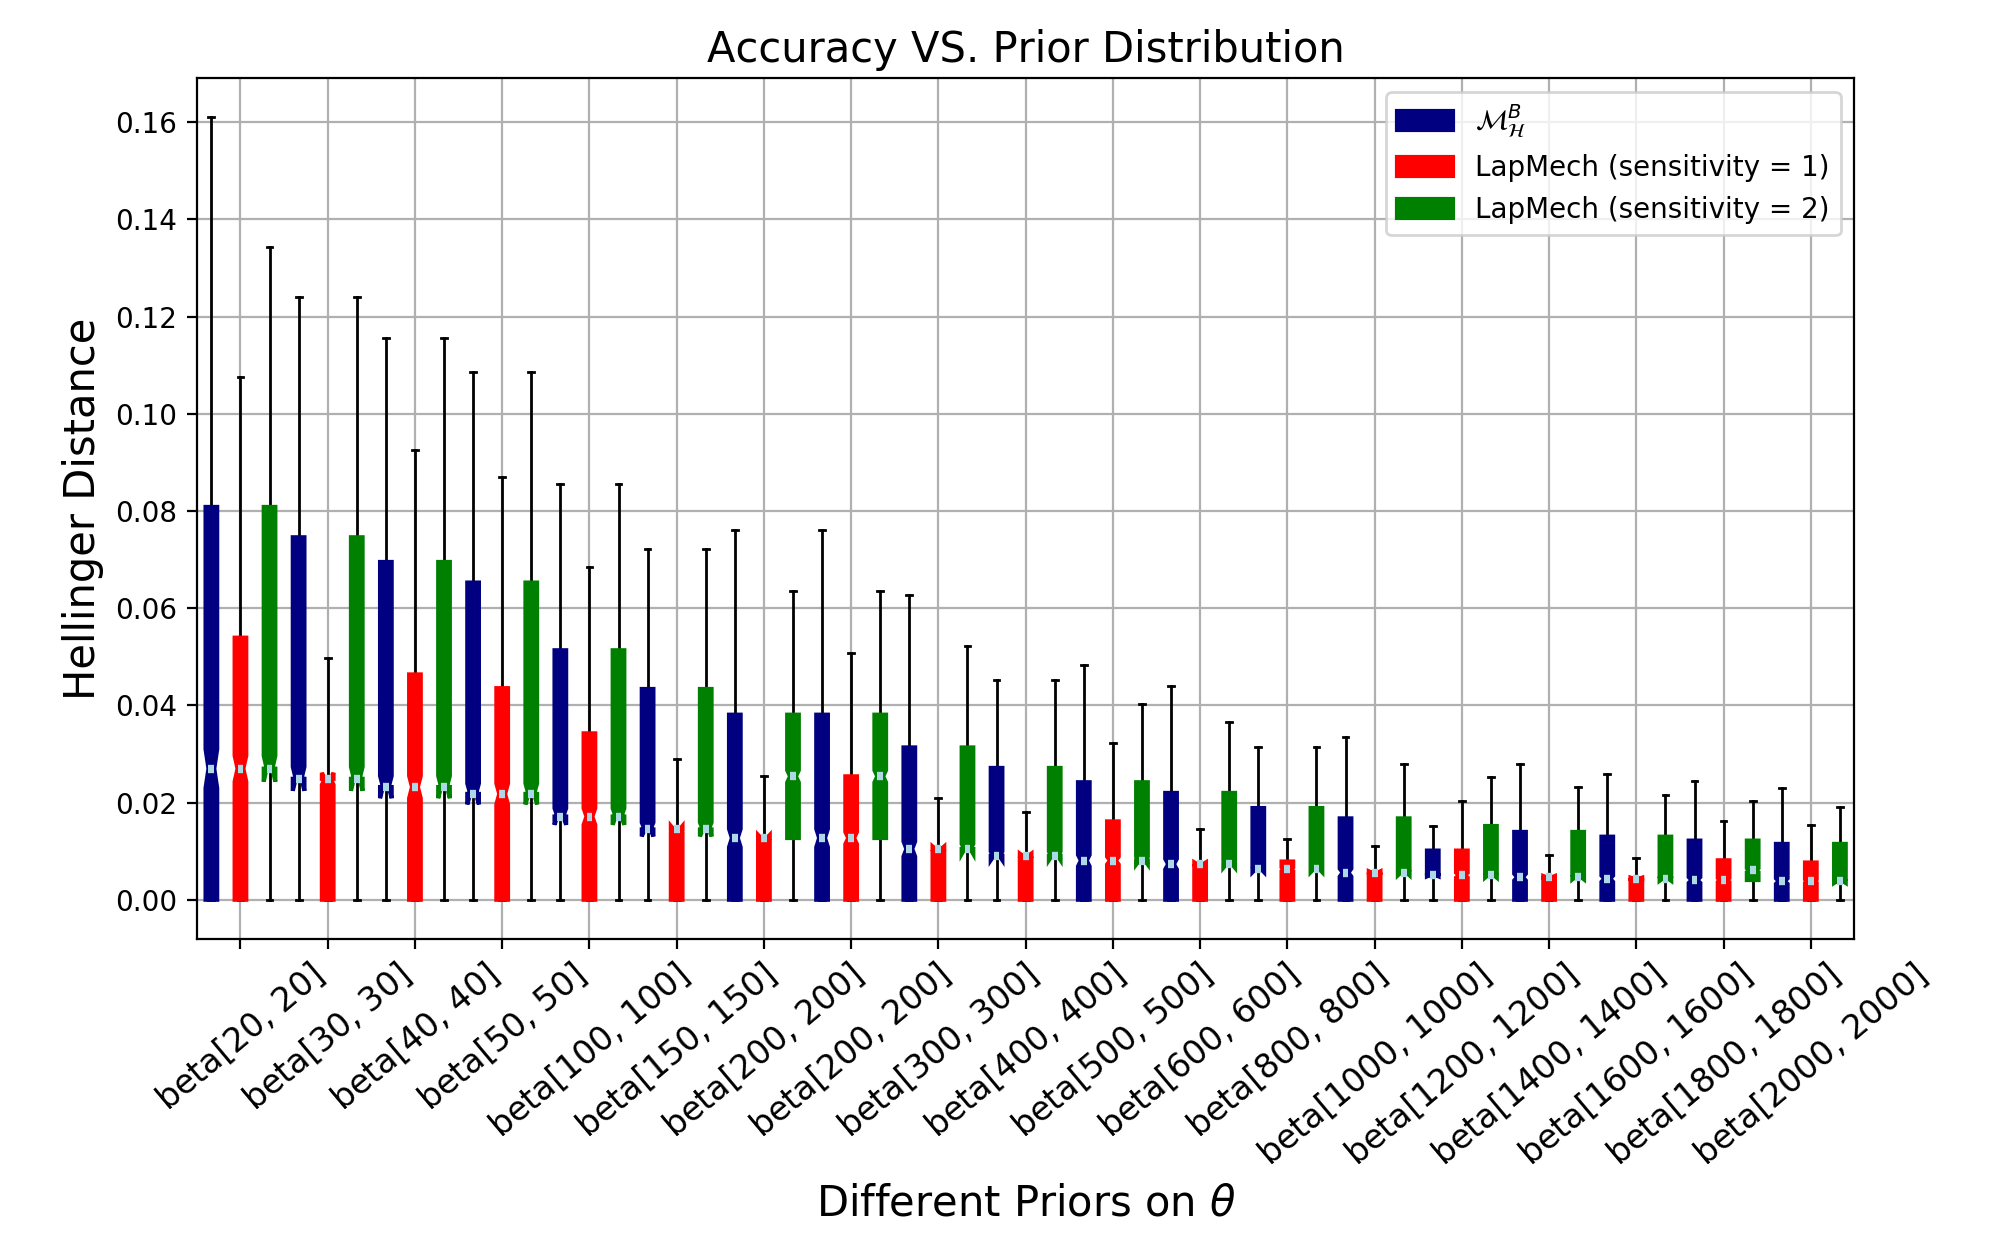 Accuracy VS. Prior Distribution
Hellinger Distance
0.16
0.14
0.12
0.10
0.08
0.06
0.04
0.02
0.00
ℳ_ℋ^B
LapMech (sensitivity = 1)
LapMech (sensitivity = 2)
beta[20, 20]
beta[30, 30]
beta[40, 40]
beta[50, 50]
beta[100, 100]
beta[150, 150]
beta[200, 200]
beta[200, 200]
beta[300, 300]
beta[400, 400]
beta[500, 500]
beta[600, 600]
beta[800, 800]
beta[1000, 1000]
beta[1200, 1200]
beta[1400, 1400]
beta[1600, 1600]
beta[1800, 1800]
beta[2000, 2000]
Different Priors on θ